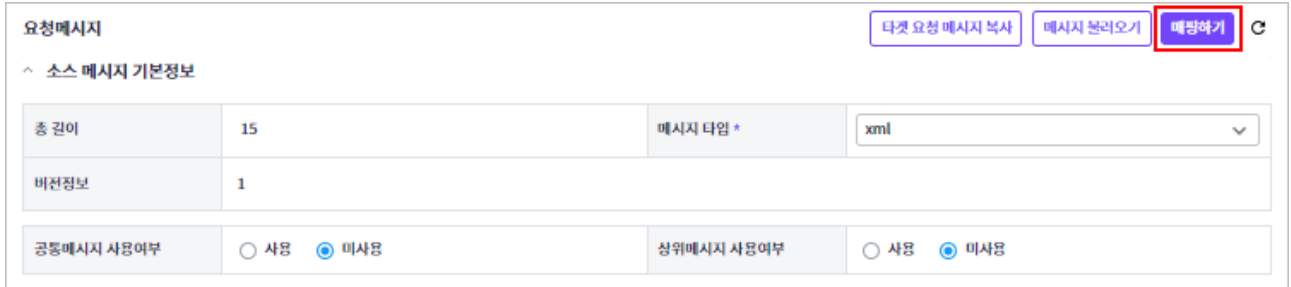 요청메시지 타겟 요청 메시지 복사 메시지 불러오기 매핑하기
소스 메시지 기본정보
총 길이 15 메시지 타입 * xml
버전정보 1
공통메시지 사용여부 사용 미사용 상위메시지 사용여부 사용 미사용